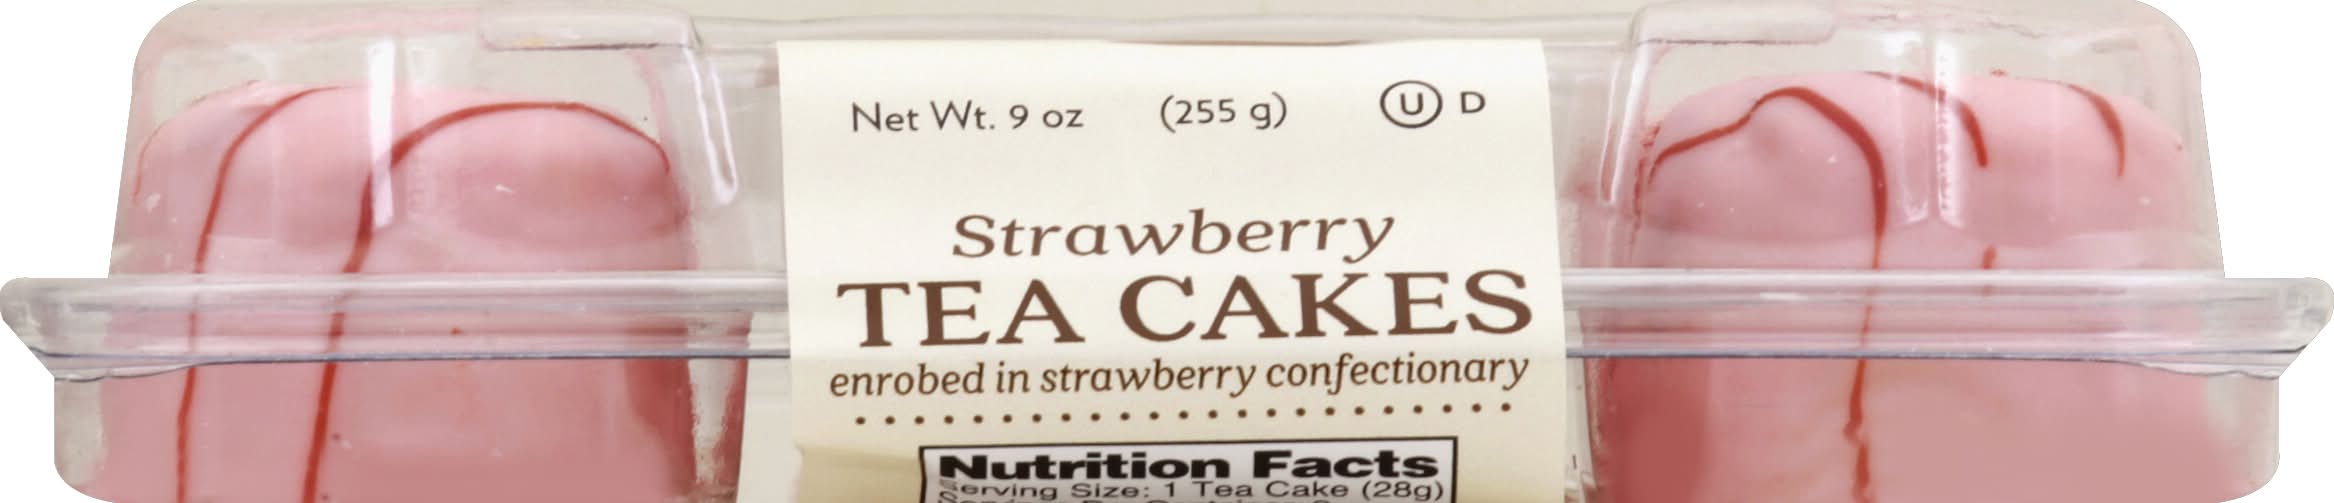 Net Wt. 9 oz (255 g) U D
Strawberry
TEA CAKES
enrobed in strawberry confectionary
Nutrition Facts
Serving Size: 1 Tea Cake (28g)